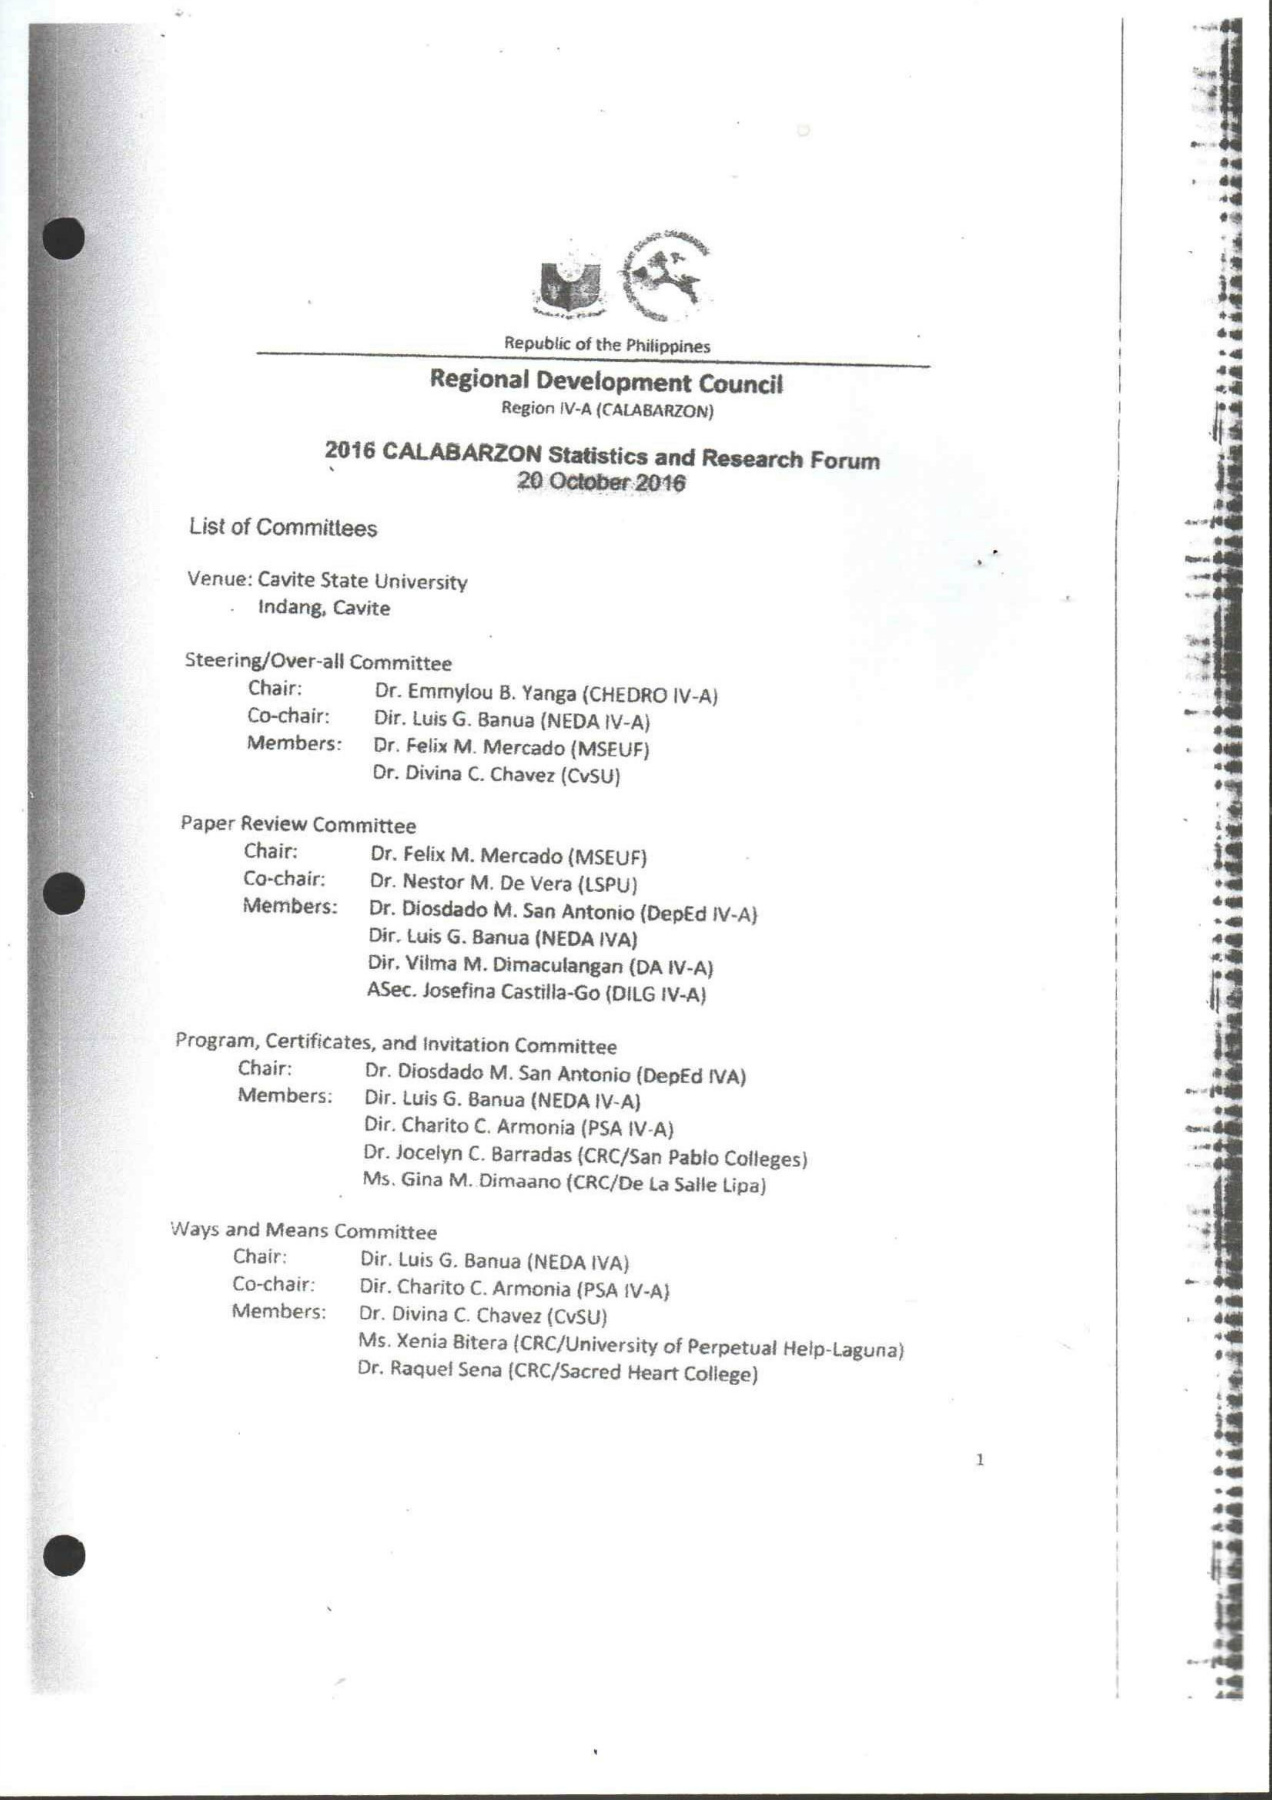 Republic of the Philippines
Regional Development Council
Region IV-A (CALABARZON)
2016 CALABARZON Statistics and Research Forum
20 October 2016
List of Committees
Venue: Cavite State University
Indang, Cavite
Steering/Over-all Committee
Chair: Dr. Emmylou B. Yanga (CHEDRO IV-A)
Co-chair: Dir. Luis G. Banua (NEDA IV-A)
Members: Dr. Felix M. Mercado (MSEUF)
Dr. Divina C. Chavez (CvSU)
Paper Review Committee
Chair: Dr. Felix M. Mercado (MSEUF)
Co-chair: Dr. Nestor M. De Vera (LSPU)
Members: Dr. Diosdado M. San Antonio (DepEd IV-A)
Dir. Luis G. Banua (NEDA IVA)
Dir. Vilma M. Dimaculangan (DA IV-A)
ASec. Josefina Castilla-Go (DILG IV-A)
Program, Certificates, and Invitation Committee
Chair: Dr. Diosdado M. San Antonio (DepEd IVA)
Members: Dir. Luis G. Banua (NEDA IV-A)
Dir. Charito C. Armonia (PSA IV-A)
Dr. Jocelyn C. Barradas (CRC/San Pablo Colleges)
Ms. Gina M. Dimaano (CRC/De La Salle Lipa)
Ways and Means Committee
Chair: Dir. Luis G. Banua (NEDA IVA)
Co-chair: Dir. Charito C. Armonia (PSA IV-A)
Members: Dr. Divina C. Chavez (CvSU)
Ms. Xenia Bitera (CRC/University of Perpetual Help-Laguna)
Dr. Raquel Sena (CRC/Sacred Heart College)
1